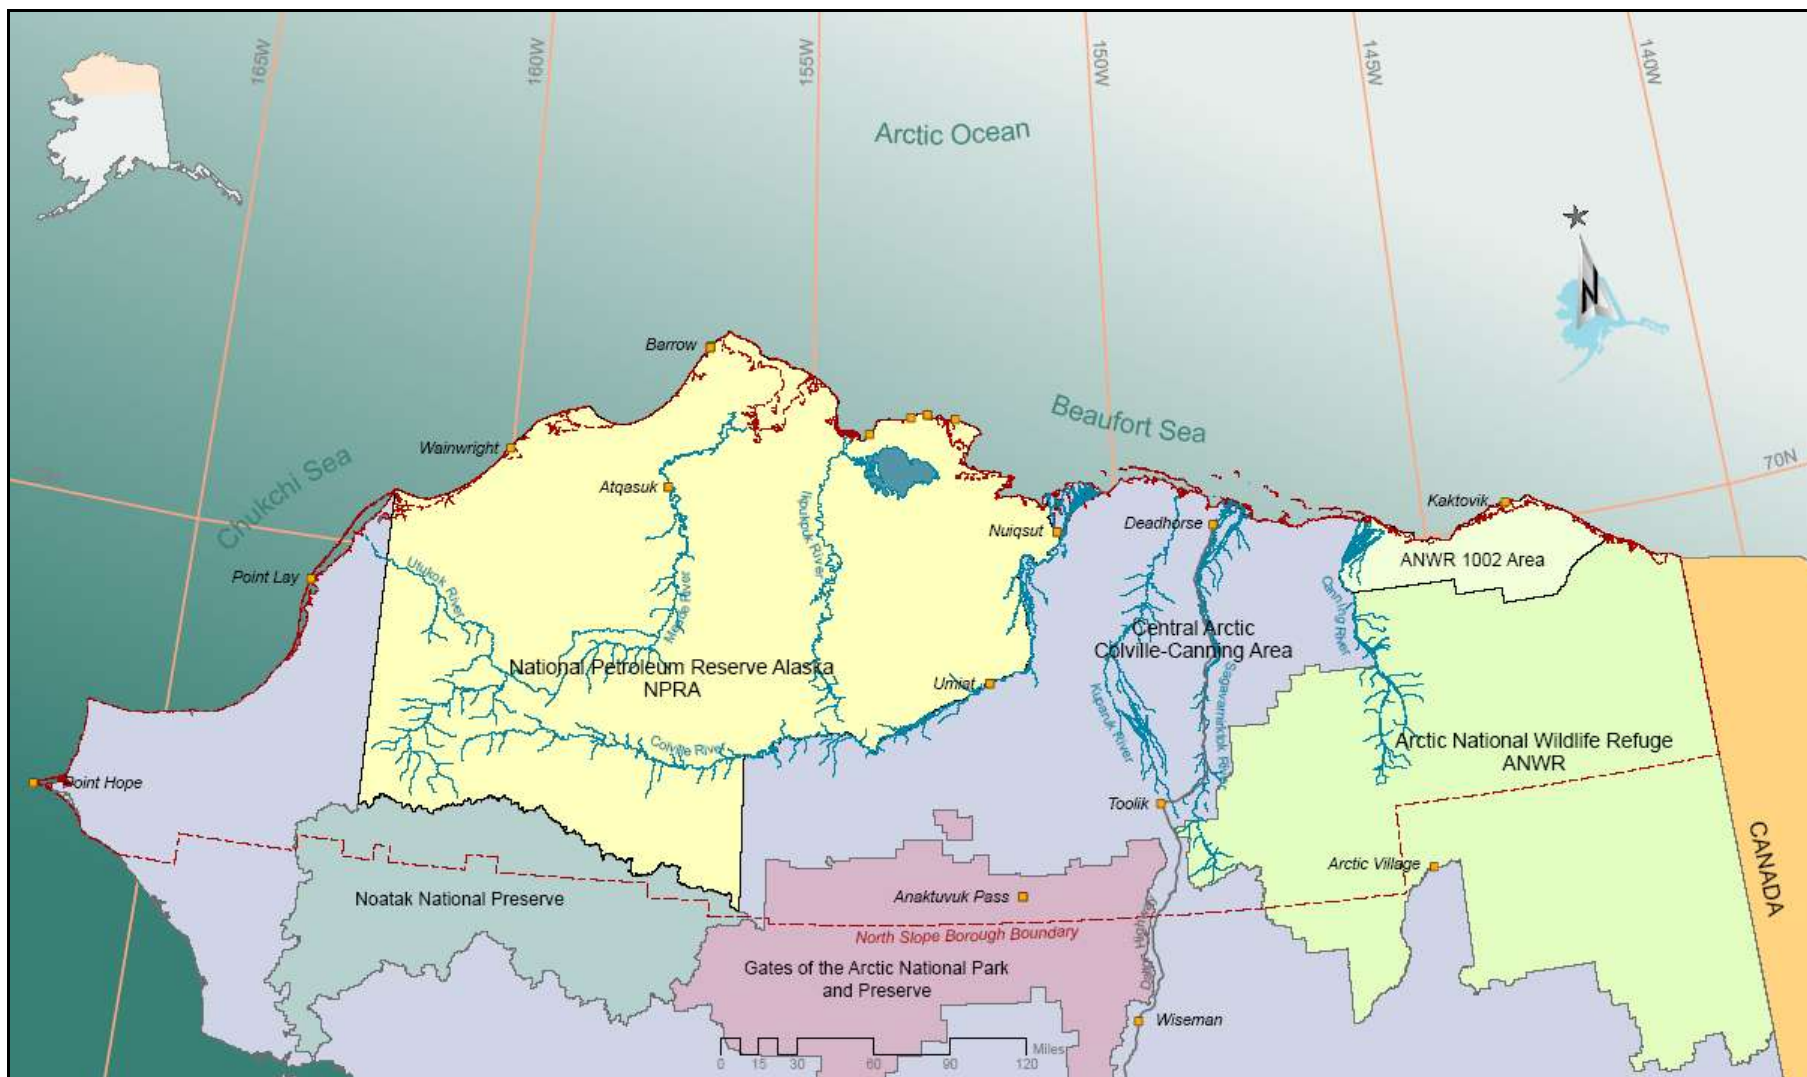 165W
160W
155W
150W
145W
140W
Arctic Ocean
N
Barrow
Beaufort Sea
Wainwright
Chukchi Sea
70N
Atqasuk
Kaktovik
Ikpukpuk River
Nuiqsut
Deadhorse
ANWR 1002 Area
Point Lay
Utukok
River
Meade River
Canning River
Central Arctic
Colville-Canning Area
National Petroleum Reserve Alaska
NPRA
Umiat
Kuparuk River
Sagavanirktok River
Colville River
Arctic National Wildlife Refuge
ANWR
Point Hope
Toolik
CANADA
Arctic Village
Noatak National Preserve
Anaktuvuk Pass
North Slope Borough Boundary
Dalton Highway
Gates of the Arctic National Park
and Preserve
Wiseman
Miles
0 15 30 60 90 120